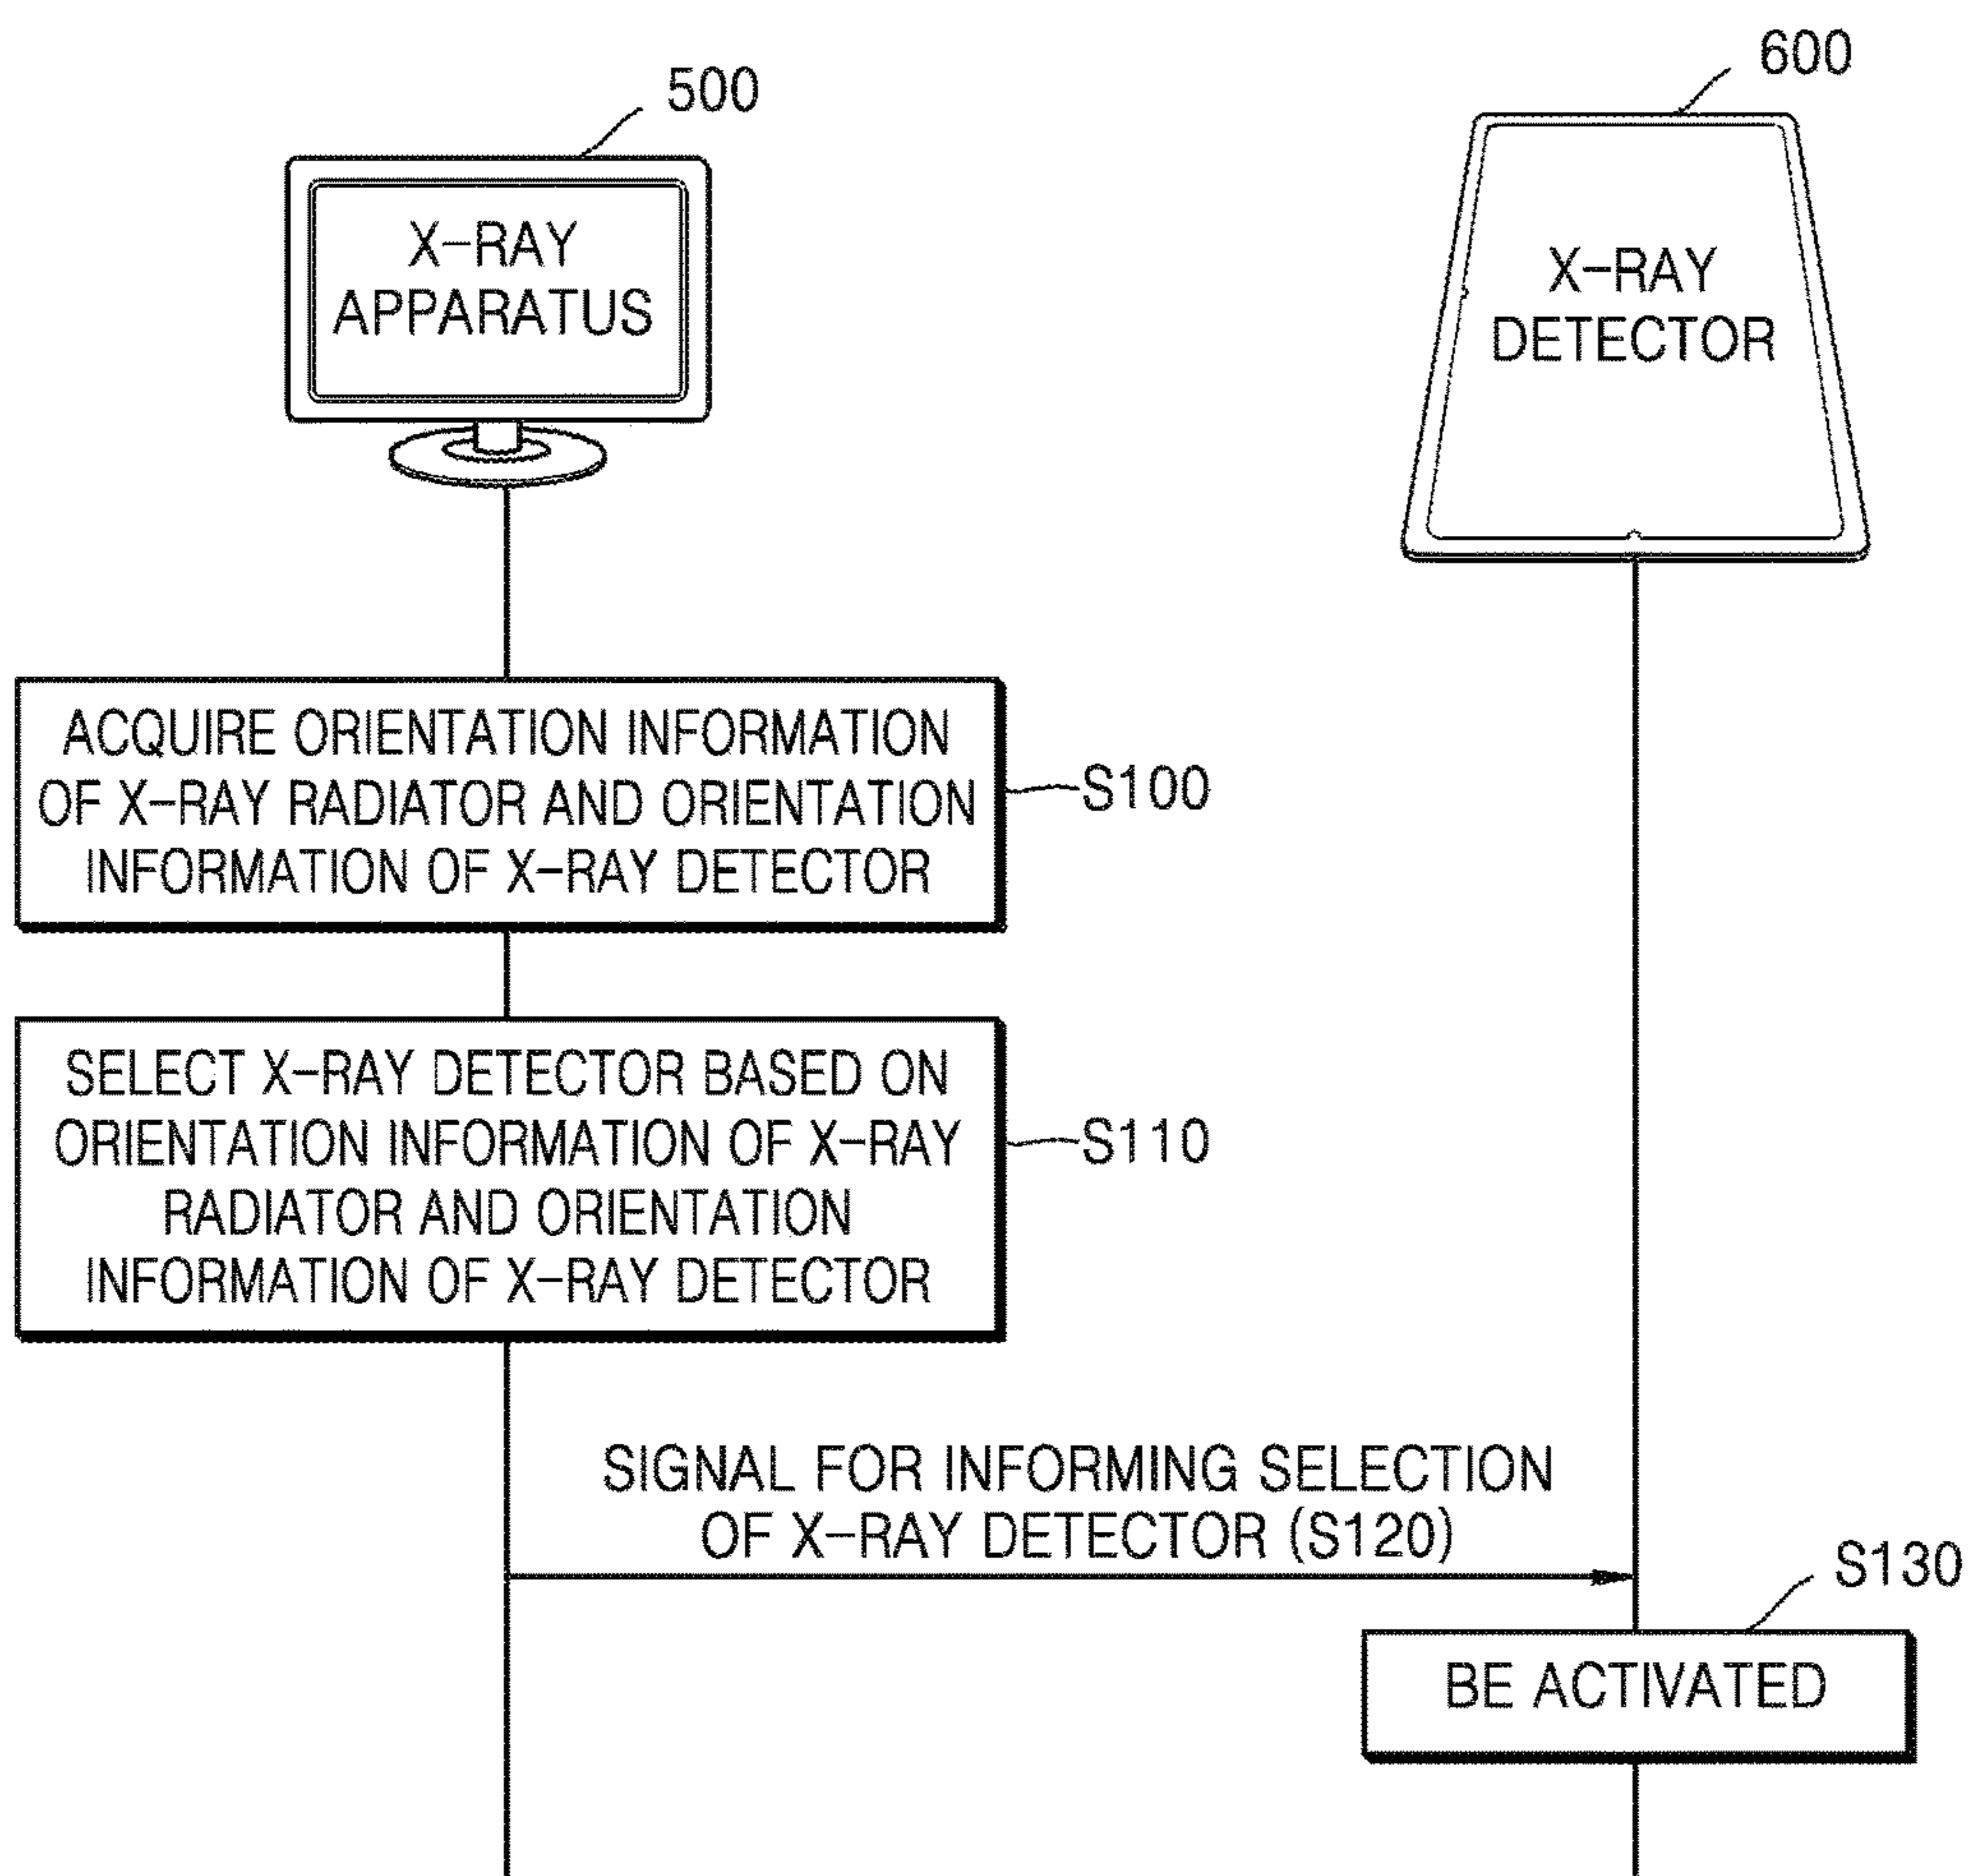 500
600
X-RAY
APPARATUS
X-RAY
DETECTOR
ACQUIRE ORIENTATION INFORMATION
OF X-RAY RADIATOR AND ORIENTATION
INFORMATION OF X-RAY DETECTOR
S100
SELECT X-RAY DETECTOR BASED ON
ORIENTATION INFORMATION OF X-RAY
RADIATOR AND ORIENTATION
INFORMATION OF X-RAY DETECTOR
S110
SIGNAL FOR INFORMING SELECTION
OF X-RAY DETECTOR (S120)
S130
BE ACTIVATED